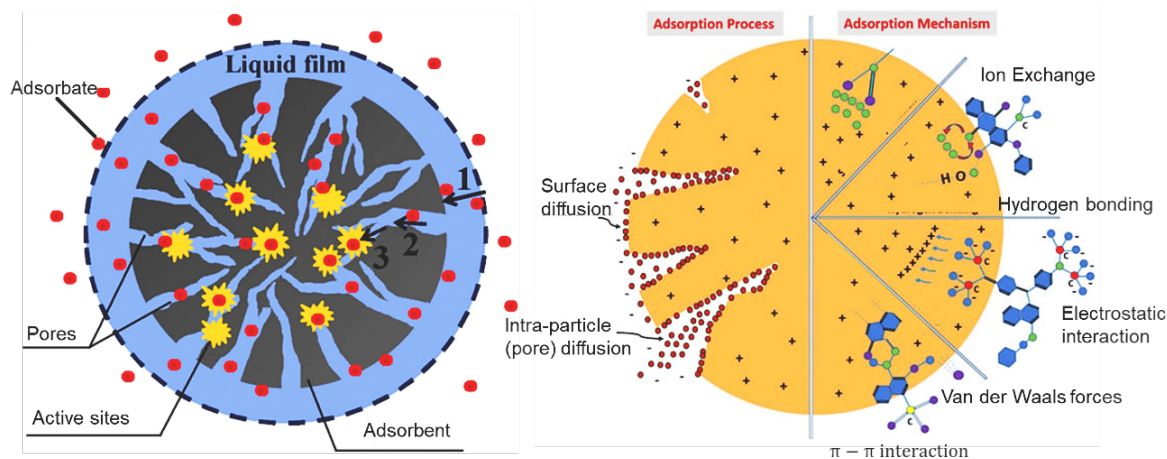 Adsorbate
Liquid film
1
2
3
Pores
Active sites
Adsorbent
Adsorption Process
Adsorption Mechanism
Surface
diffusion
Intra-particle
(pore) diffusion
Ion Exchange
C
H O
Hydrogen bonding
C
C
C
Electrostatic
interaction
Van der Waals forces
C
π − π interaction